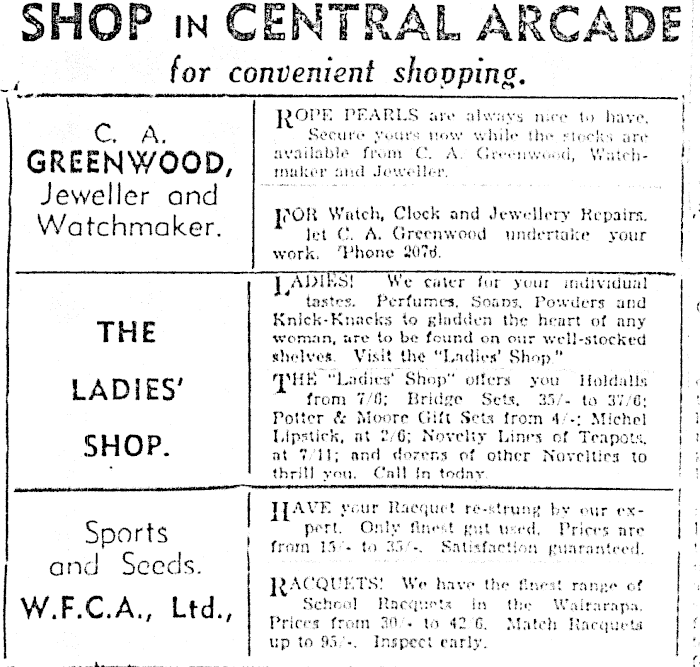 SHOP IN CENTRAL ARCADE
for convenient shopping.
C. A.
GREENWOOD,
Jeweller and
Watchmaker.
ROPE PEARLS are always nice to have.
Secure yours now while the stocks are
available from C. A. Greenwood, Watch-
maker and Jeweller.
FOR Watch, Clock and Jewellery Repairs.
let C. A. Greenwood undertake your
work. 'Phone 2076.
THE
LADIES'
SHOP.
LADIES! We cater for your individual
tastes. Perfumes, Soaps, Powders and
Knick-Knacks to gladden the heart of any
woman, are to be found on our well-stocked
shelves. Visit the "Ladies' Shop."
THE "Ladies' Shop" offers you Holdalls
from 7/6; Bridge Sets, 35/- to 37/6;
Potter & Moore Gift Sets from 4/-; Michel
Lipstick, at 2/6; Novelty Lines of Teapots,
at 7/11; and dozens of other Novelties to
thrill you. Call in today.
Sports
and Seeds.
W.F.C.A., Ltd.,
HAVE your Racquet re-strung by our ex-
pert. Only finest gut used. Prices are
from 15/- to 35/-. Satisfaction guaranteed.
RACQUETS! We have the finest range of
School Racquets in the Wairarapa.
Prices from 30/- to 42/6. Match Racquets
up to 95/-. Inspect early.